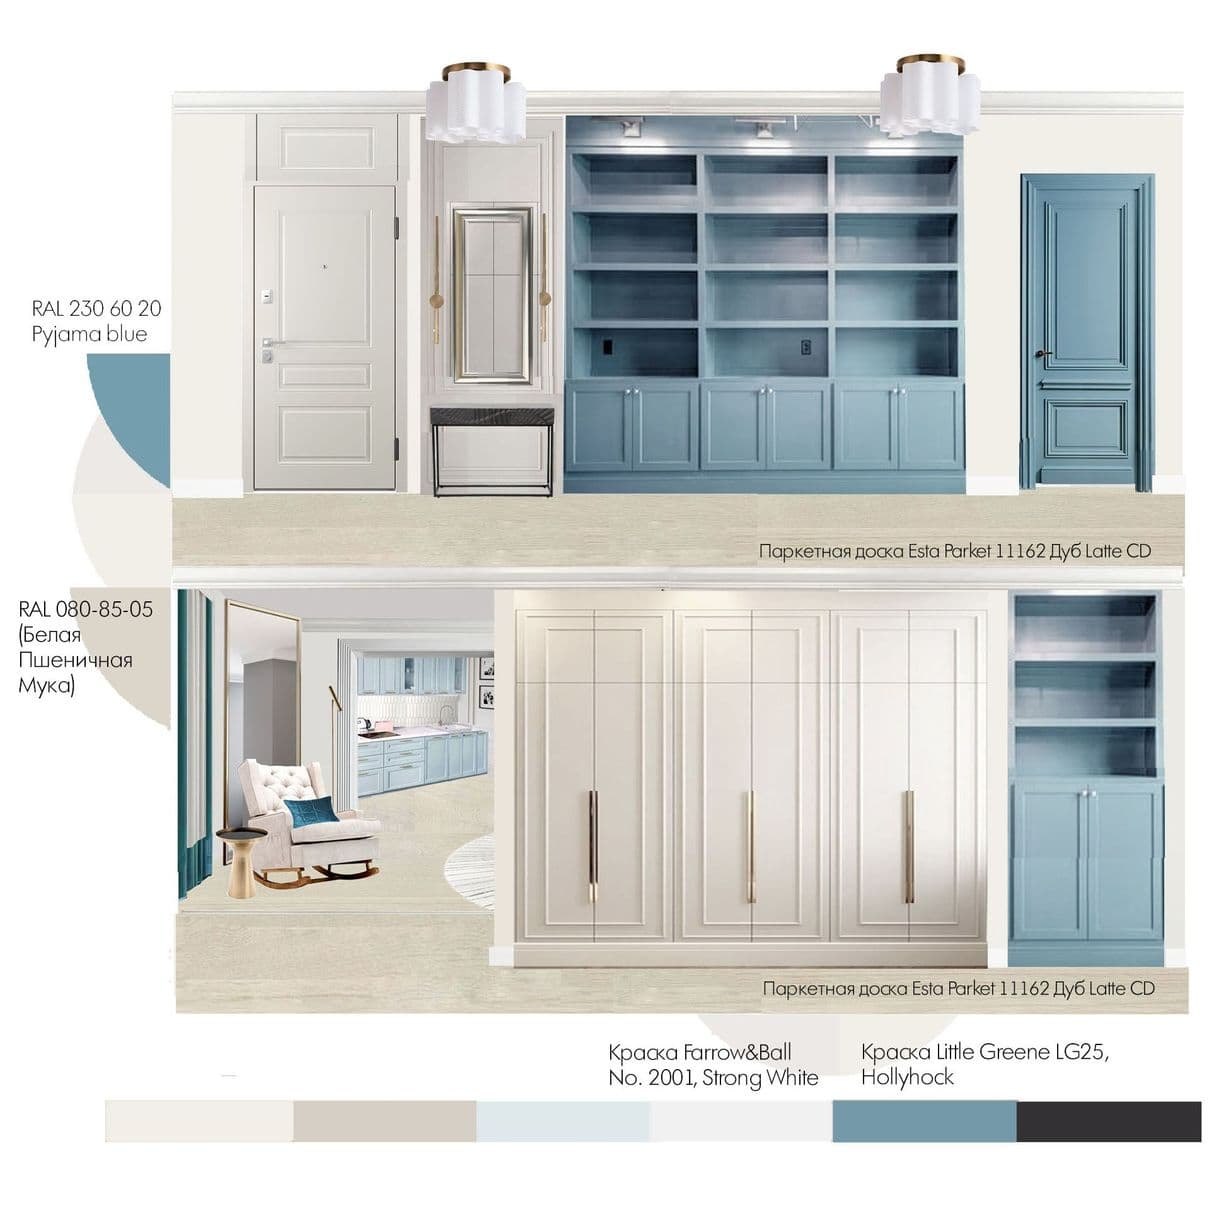 RAL 230 60 20
Pyjama blue
Паркетная доска Esta Parket 11162 Дуб Latte CD
RAL 080-85-05
(Белая
Пшеничная
Мука)
Паркетная доска Esta Parket 11162 Дуб Latte CD
Краска Farrow&Ball
No. 2001, Strong White
Краска Little Greene LG25,
Hollyhock